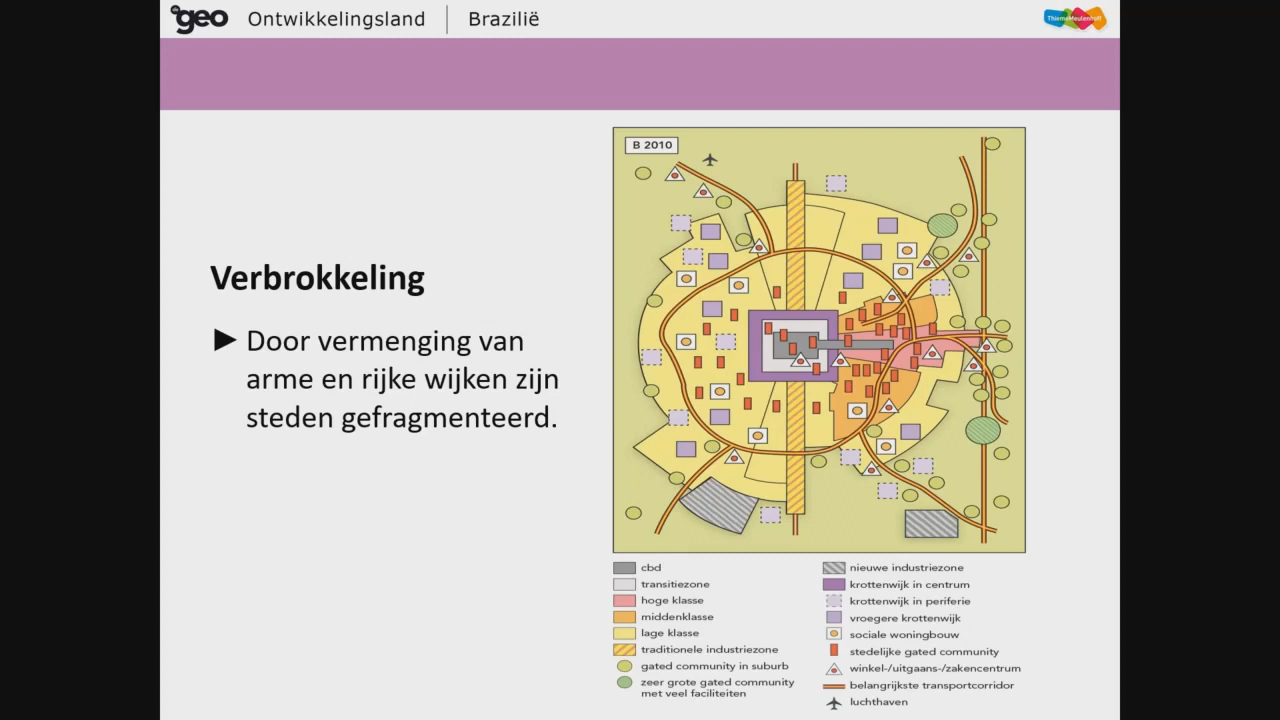 de geo
Ontwikkelingsland
Brazilië
ThiemeMeulenhoff
B 2010
Verbrokkeling
► Door vermenging van
arme en rijke wijken zijn
steden gefragmenteerd.
cbd
transitiezone
hoge klasse
middenklasse
lage klasse
traditionele industriezone
gated community in suburb
zeer grote gated community
met veel faciliteiten
nieuwe industriezone
krottenwijk in centrum
krottenwijk in periferie
vroegere krottenwijk
sociale woningbouw
stedelijke gated community
winkel-/uitgaans-/zakencentrum
belangrijkste transportcorridor
luchthaven